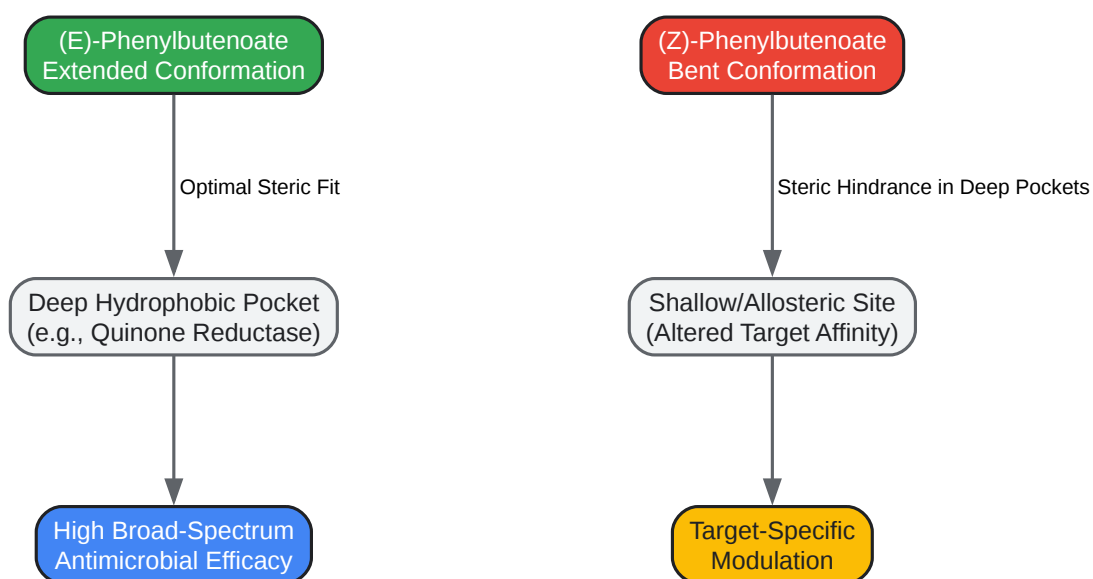 (E)-Phenylbutenoate
Extended Conformation
(Z)-Phenylbutenoate
Bent Conformation
Optimal Steric Fit
Steric Hindrance in Deep Pockets
Deep Hydrophobic Pocket
(e.g., Quinone Reductase)
Shallow/Allosteric Site
(Altered Target Affinity)
High Broad-Spectrum
Antimicrobial Efficacy
Target-Specific
Modulation